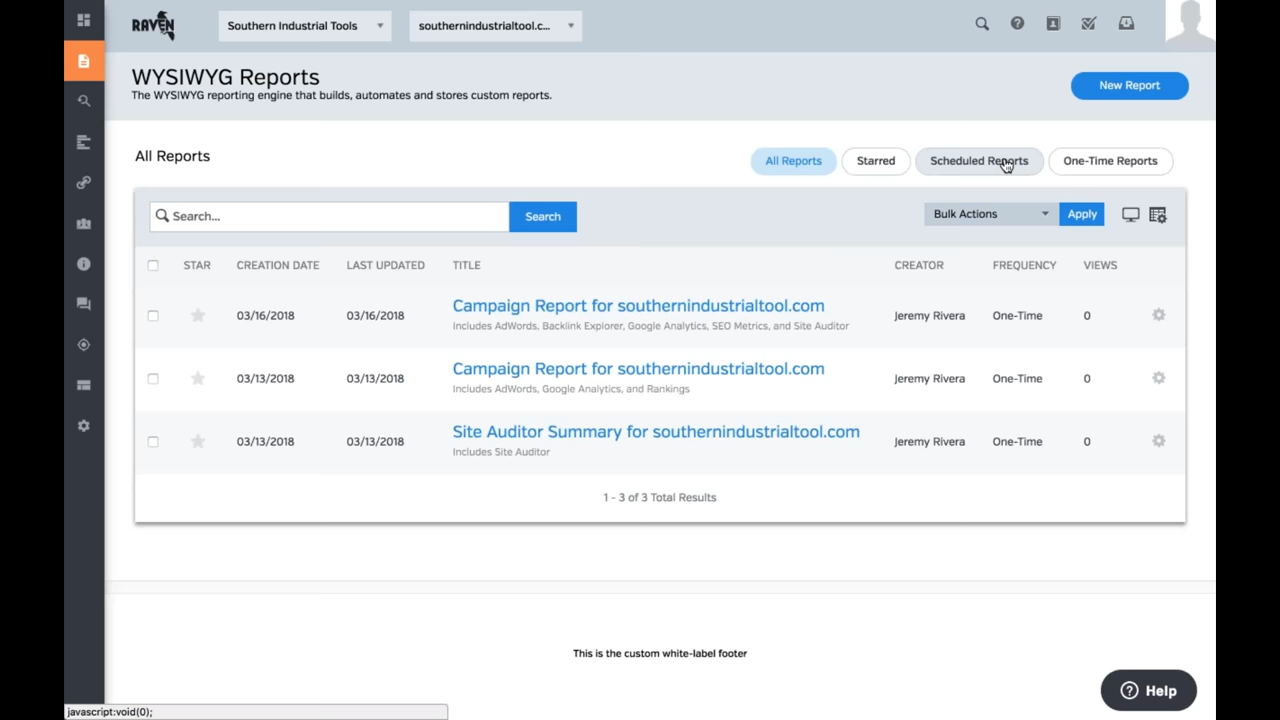 RAVEN
Southern Industrial Tools
southernindustrialtool.c...
WYSIWYG Reports
The WYSIWYG reporting engine that builds, automates and stores custom reports.
New Report
All Reports
All Reports
Starred
Scheduled Reports
One-Time Reports
Search...
Search
Bulk Actions
Apply
STAR CREATION DATE LAST UPDATED TITLE CREATOR FREQUENCY VIEWS
03/16/2018 03/16/2018 Campaign Report for southernindustrialtool.com Jeremy Rivera One-Time 0
Includes AdWords, Backlink Explorer, Google Analytics, SEO Metrics, and Site Auditor
03/13/2018 03/13/2018 Campaign Report for southernindustrialtool.com Jeremy Rivera One-Time 0
Includes AdWords, Google Analytics, and Rankings
03/13/2018 03/13/2018 Site Auditor Summary for southernindustrialtool.com Jeremy Rivera One-Time 0
Includes Site Auditor
1 - 3 of 3 Total Results
This is the custom white-label footer
Help
javascript:void(0);